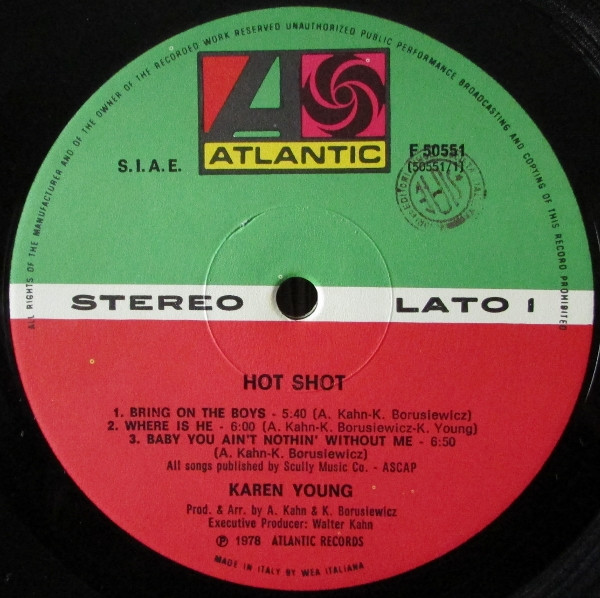 ALL RIGHTS OF THE MANUFACTURER AND OF THE OWNER OF THE RECORDED WORK RESERVED UNAUTHORIZED PUBLIC PERFORMANCE BROADCASTING AND COPYING OF THIS RECORD PROHIBITED
A
ATLANTIC
S.I.A.E.
F 50551
(50551/1)
STEREO
LATO 1
HOT SHOT
1. BRING ON THE BOYS - 5:40 (A. Kahn-K. Borusiewicz)
2. WHERE IS HE - 6:00 (A. Kahn-K. Borusiewicz-K. Young)
3. BABY YOU AIN'T NOTHIN' WITHOUT ME - 6:50
(A. Kahn-K. Borusiewicz)
All songs published by Scully Music Co. - ASCAP
KAREN YOUNG
Prod. & Arr. by A. Kahn & K. Borusiewicz
Executive Producer: Walter Kahn
℗ 1978 ATLANTIC RECORDS
MADE IN ITALY BY WEA ITALIANA